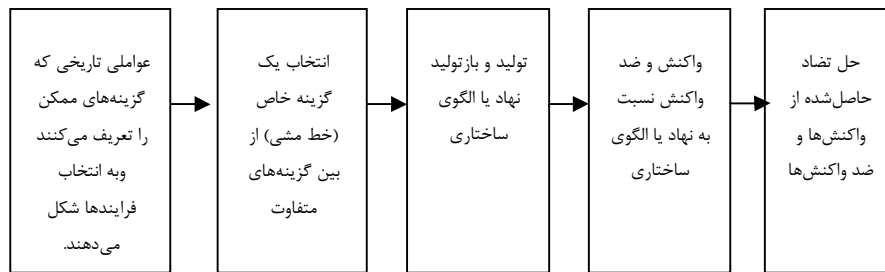 عواملی تاریخی که
گزینه‌های ممکن
را تعریف می‌کنند
وبه انتخاب
فرایندها شکل
می‌دهند.
انتخاب یک
گزینه خاص
(خط مشی) از
بین گزینه‌های
متفاوت
تولید و بازتولید
نهاد یا الگوی
ساختاری
واکنش و ضد
واکنش نسبت
به نهاد یا الگوی
ساختاری
حل تضاد
حاصل‌شده از
واکنش‌ها و
ضد واکنش‌ها